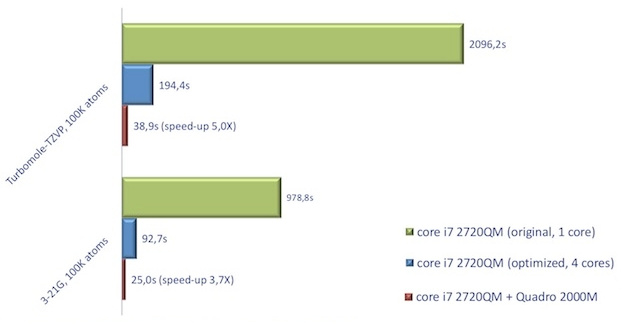 2096,2s
194,4s
38,9s (speed-up 5,0X)
Turbomole-TZVP, 100K atoms
978,8s
92,7s
25,0s (speed-up 3,7X)
3-21G, 100K atoms
core i7 2720QM (original, 1 core)
core i7 2720QM (optimized, 4 cores)
core i7 2720QM + Quadro 2000M